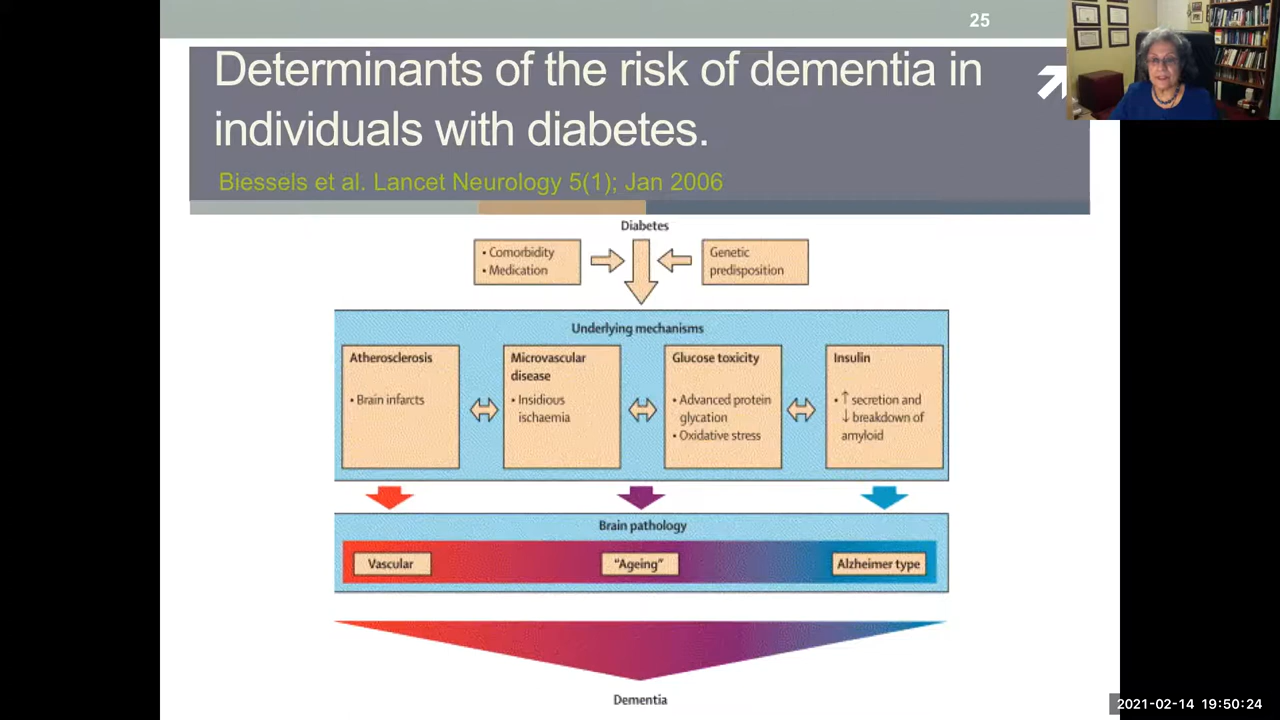 25
Determinants of the risk of dementia in
individuals with diabetes.
Biessels et al. Lancet Neurology 5(1); Jan 2006
Diabetes
• Comorbidity
• Medication
Genetic
predisposition
Underlying mechanisms
Atherosclerosis
• Brain infarcts
Microvascular
disease
• Insidious
ischaemia
Glucose toxicity
• Advanced protein
glycation
• Oxidative stress
Insulin
• ↑ secretion and
↓ breakdown of
amyloid
Brain pathology
Vascular
"Ageing"
Alzheimer type
Dementia
2021-02-14 19:50:24